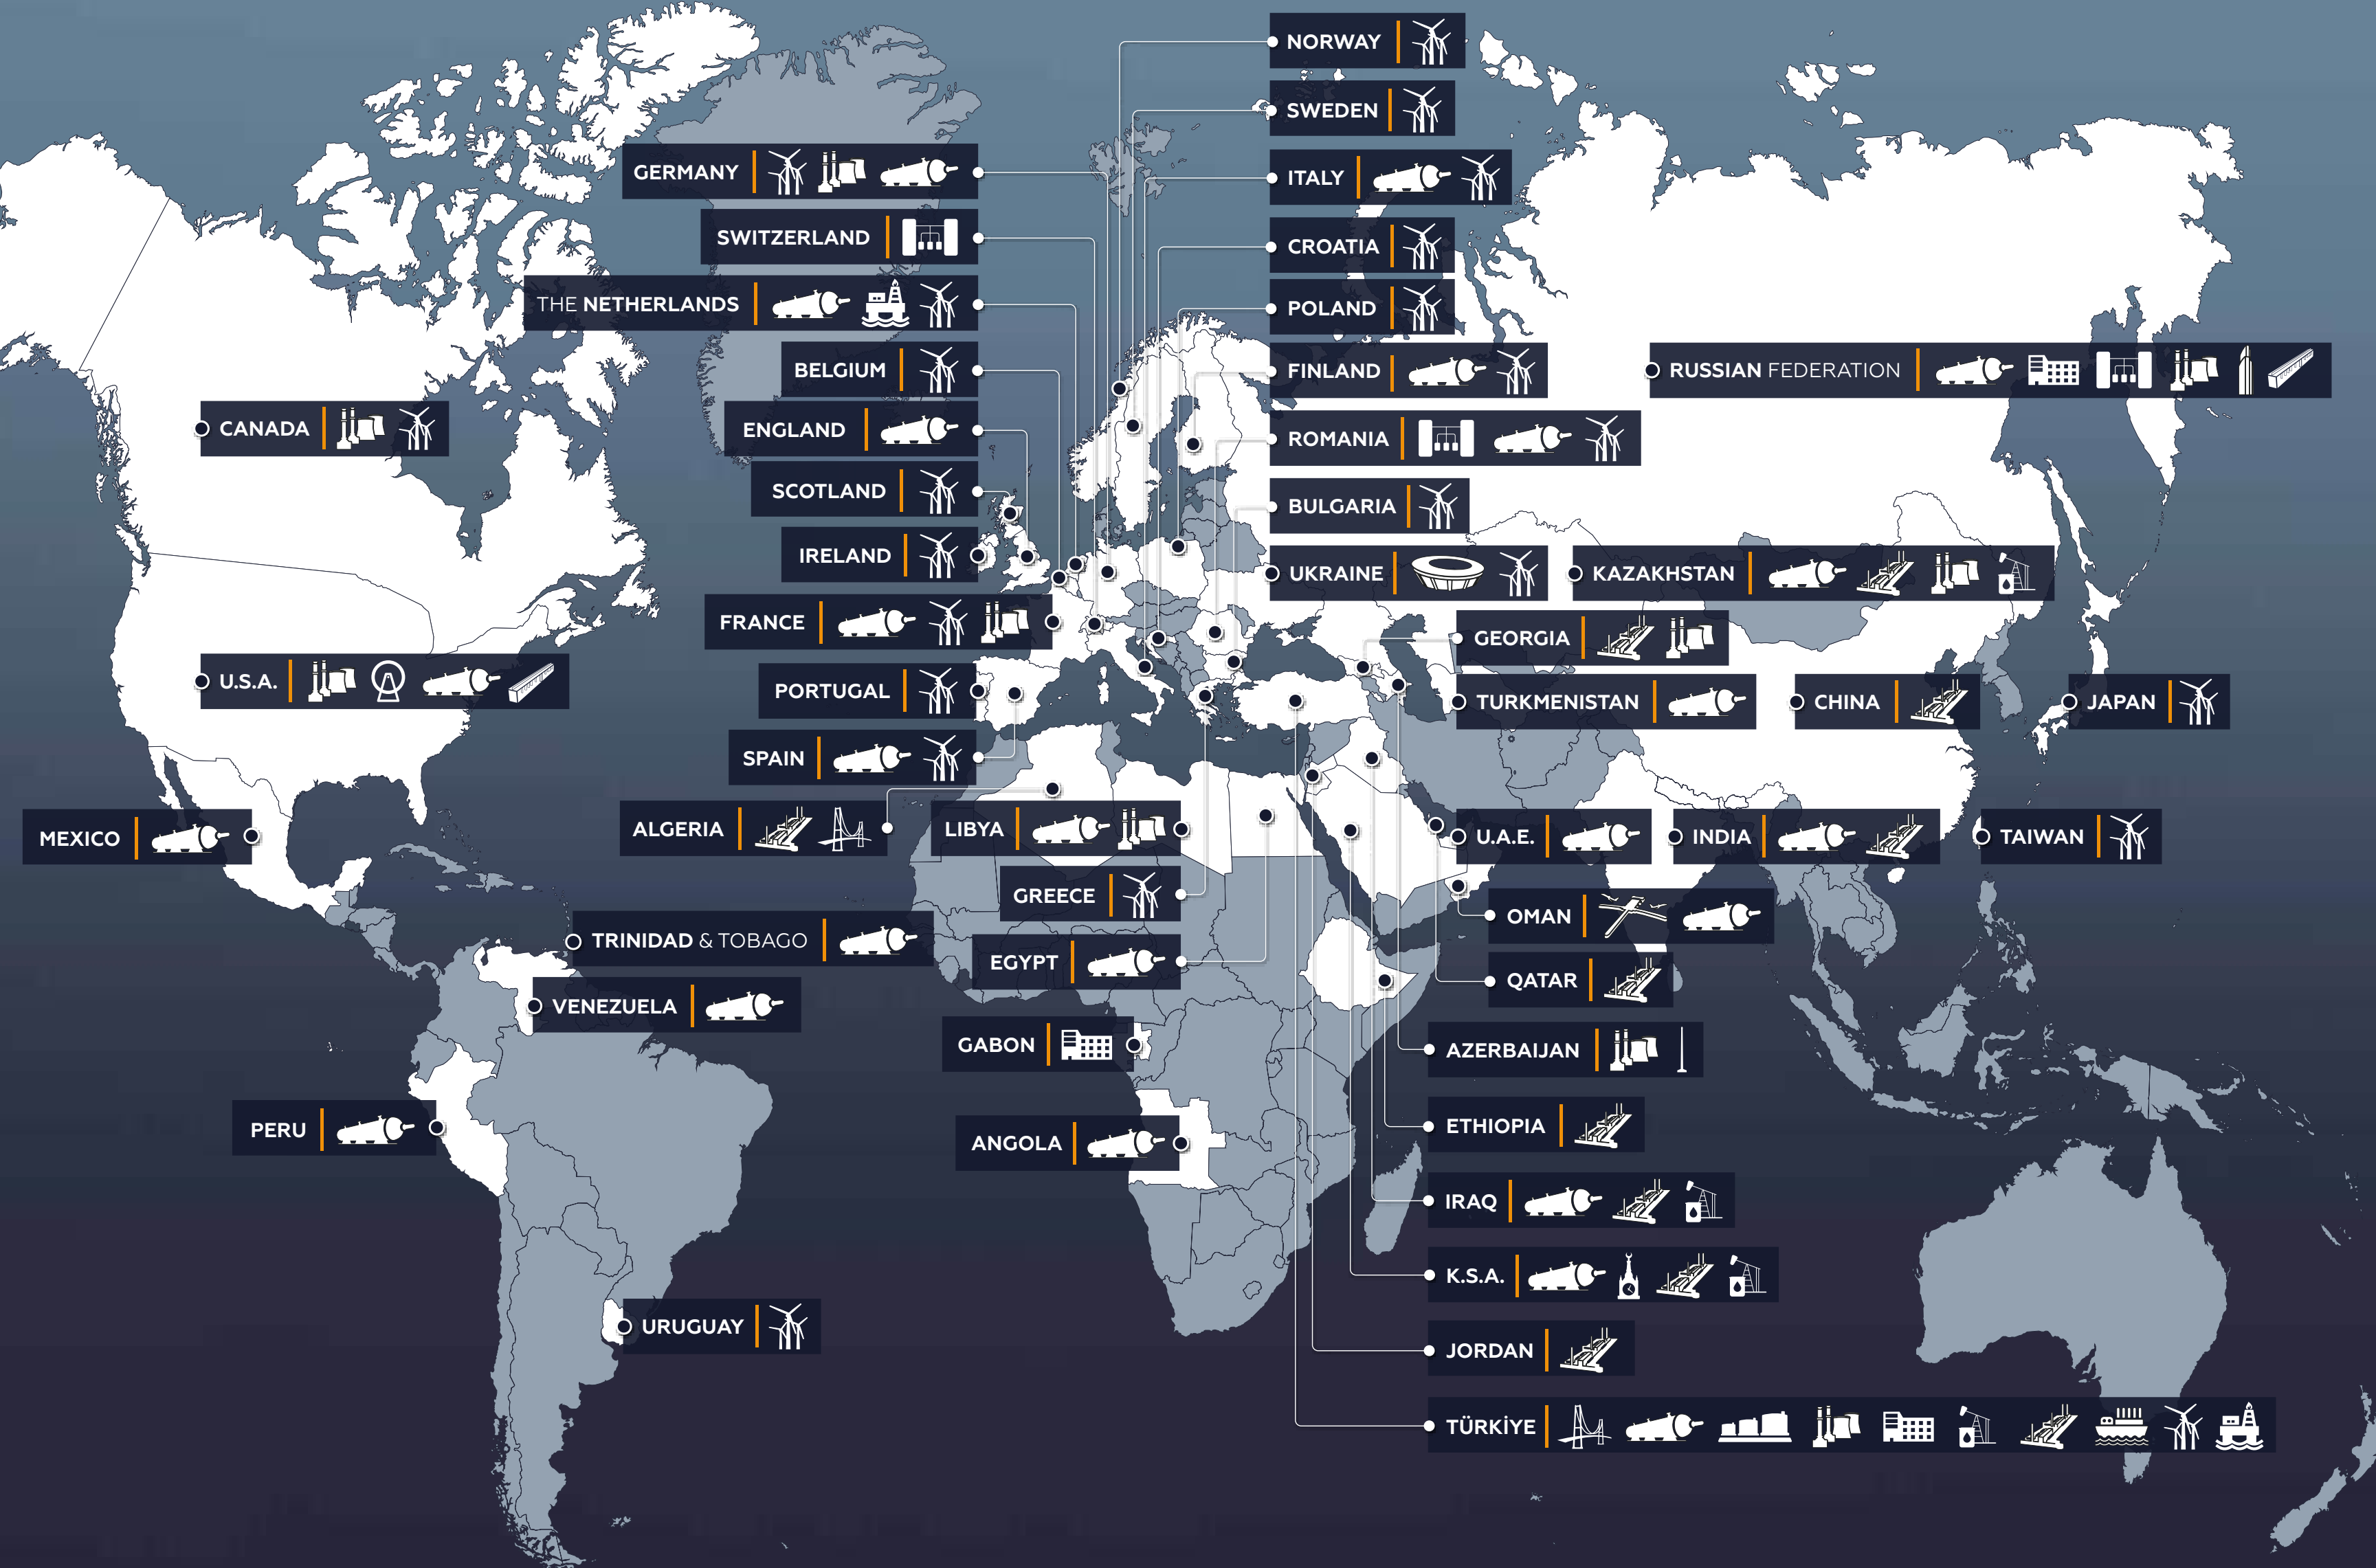 NORWAY
SWEDEN
GERMANY
ITALY
SWITZERLAND
CROATIA
THE NETHERLANDS
POLAND
BELGIUM
FINLAND
RUSSIAN FEDERATION
CANADA
ENGLAND
ROMANIA
SCOTLAND
BULGARIA
IRELAND
UKRAINE
KAZAKHSTAN
FRANCE
GEORGIA
U.S.A.
PORTUGAL
TURKMENISTAN
CHINA
JAPAN
SPAIN
MEXICO
ALGERIA
LIBYA
U.A.E.
INDIA
TAIWAN
GREECE
OMAN
TRINIDAD & TOBAGO
EGYPT
QATAR
VENEZUELA
GABON
AZERBAIJAN
PERU
ANGOLA
ETHIOPIA
IRAQ
K.S.A.
URUGUAY
JORDAN
TÜRKİYE